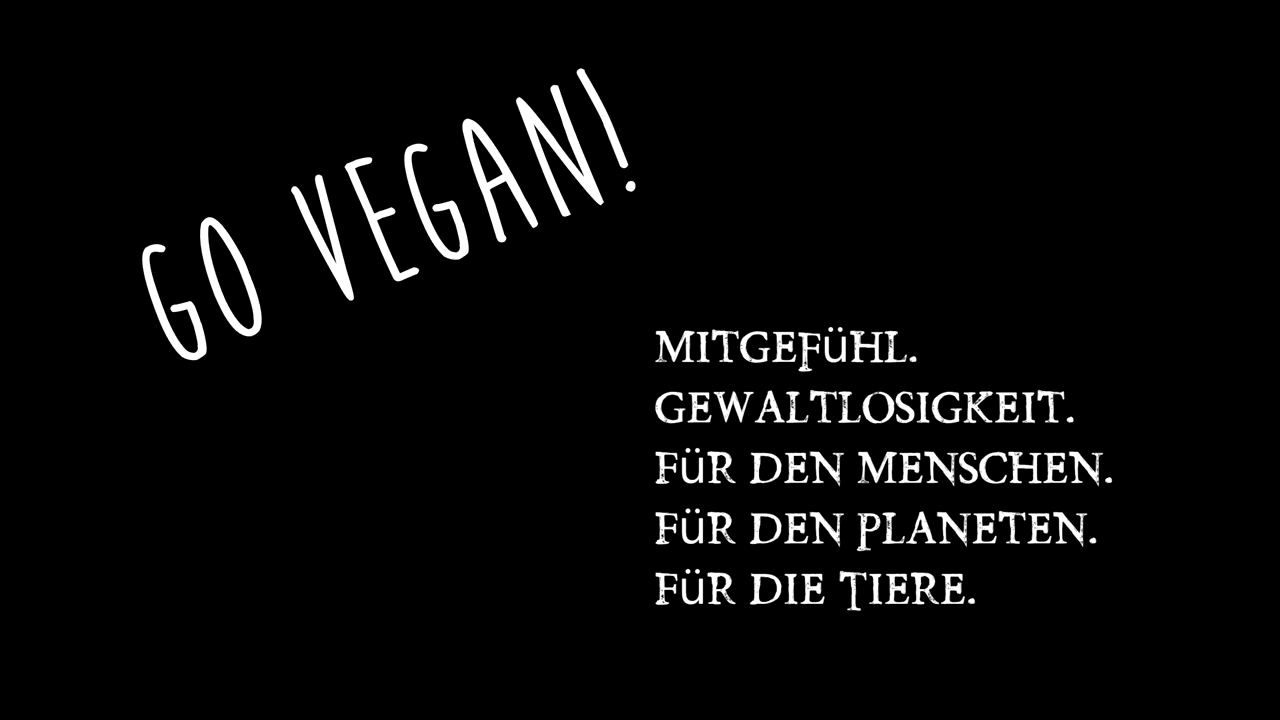 GO VEGAN!
MITGEFÜHL.
GEWALTLOSIGKEIT.
FÜR DEN MENSCHEN.
FÜR DEN PLANETEN.
FÜR DIE TIERE.